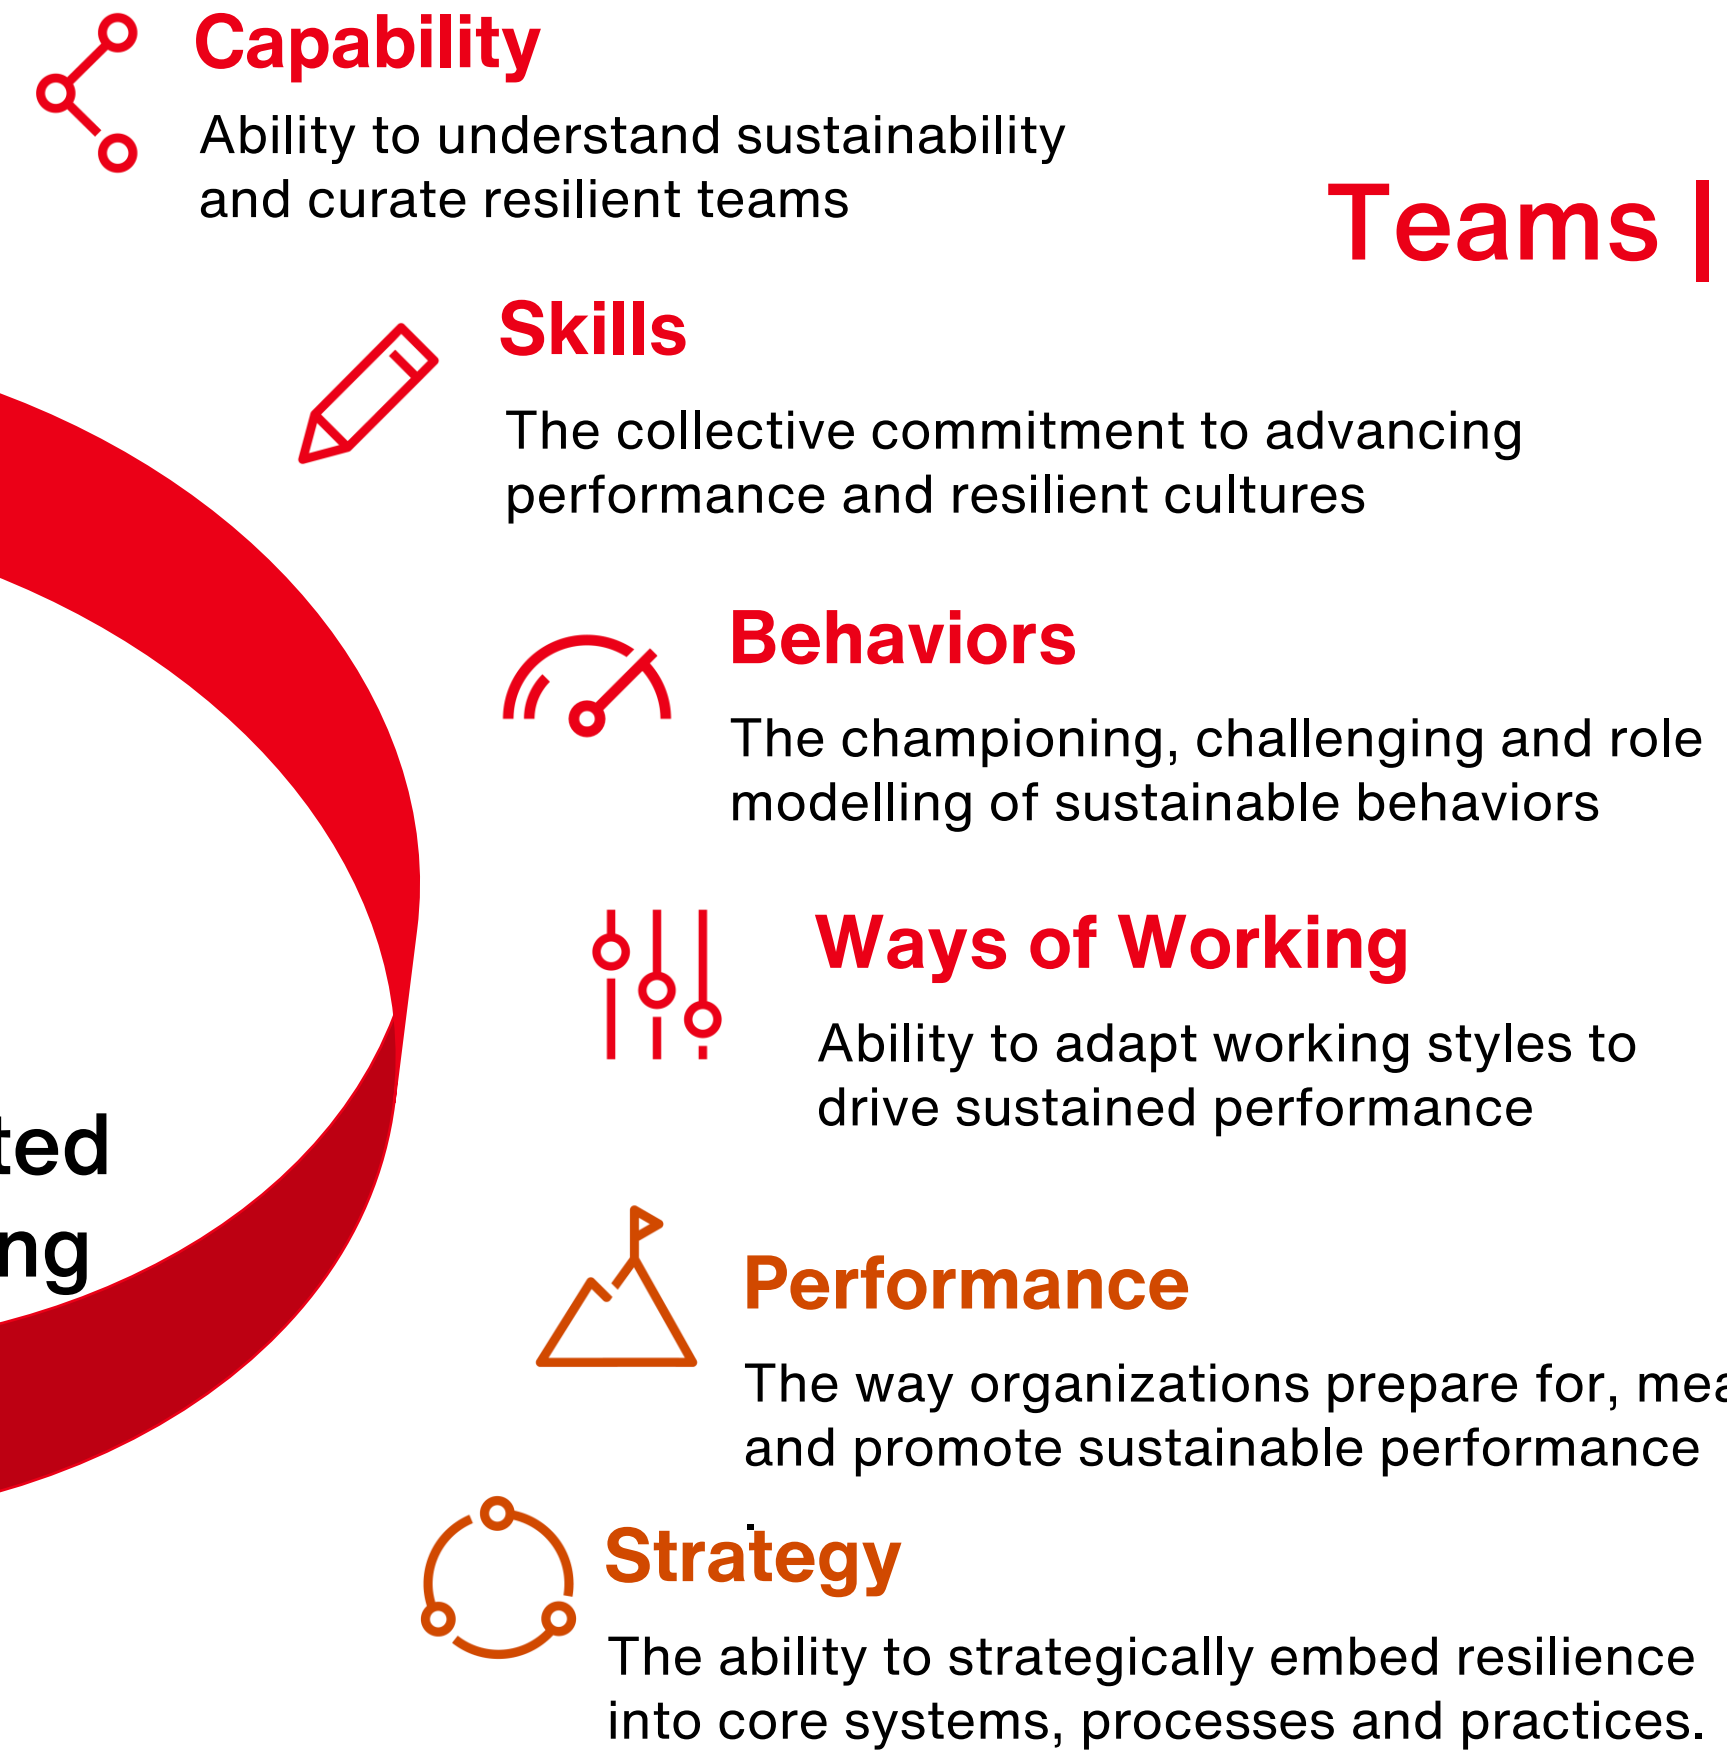 Capability
Ability to understand sustainability
and curate resilient teams
Teams |
Skills
The collective commitment to advancing
performance and resilient cultures
Behaviors
The championing, challenging and role
modelling of sustainable behaviors
Ways of Working
Ability to adapt working styles to
drive sustained performance
ted
ng
Performance
The way organizations prepare for, mea
and promote sustainable performance
.
Strategy
The ability to strategically embed resilience
into core systems, processes and practices.